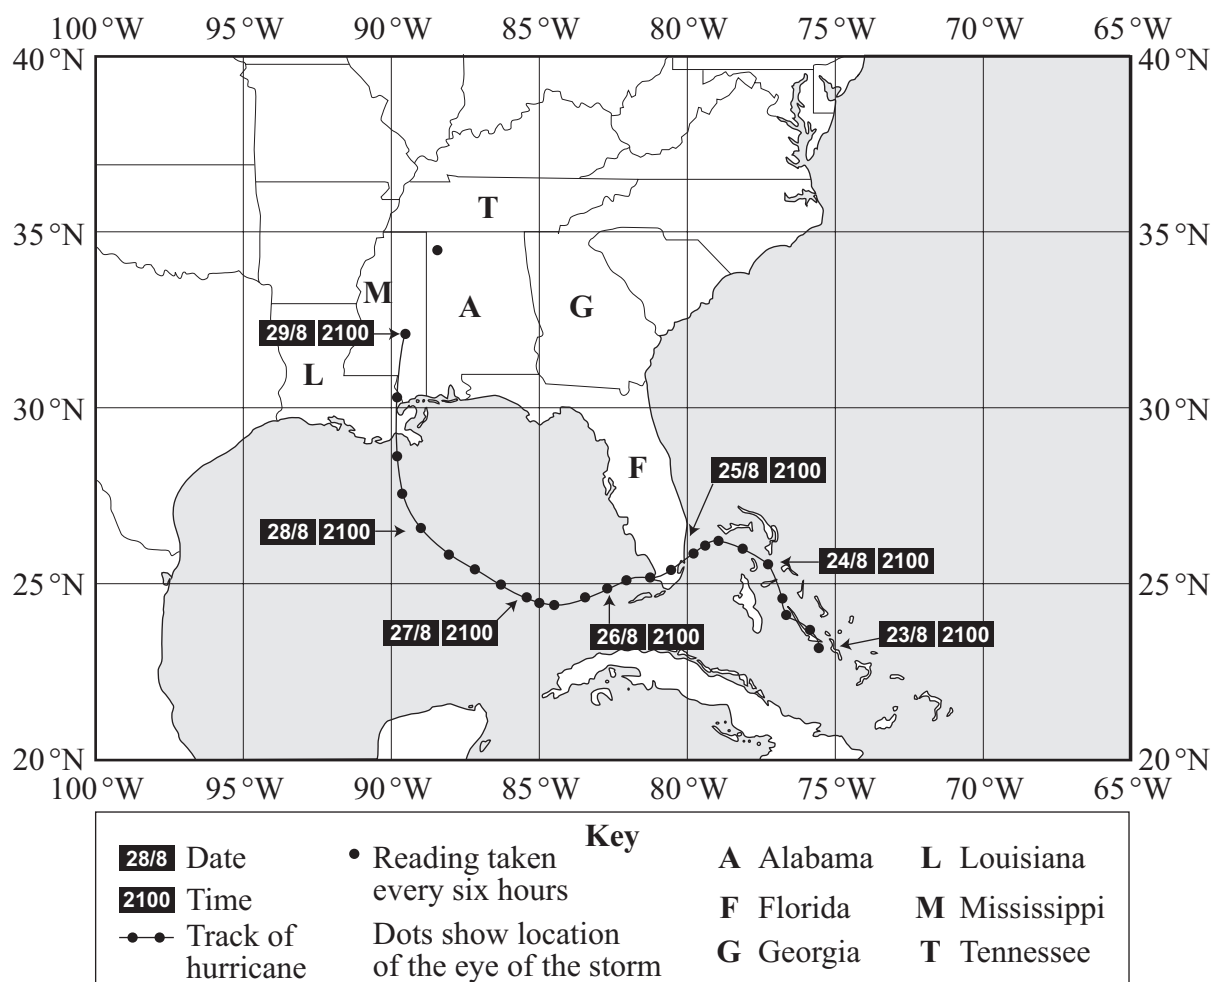 100°W 95°W 90°W 85°W 80°W 75°W 70°W 65°W
40°N 40°N
T
35°N 35°N
M
A G
29/8 2100
L
30°N 30°N
F
25/8 2100
28/8 2100
24/8 2100
25°N 25°N
27/8 2100
26/8 2100
23/8 2100
20°N 20°N
100°W 95°W 90°W 85°W 80°W 75°W 70°W 65°W
Key
28/8 Date
2100 Time
Track of
hurricane
Reading taken
every six hours
Dots show location
of the eye of the storm
A Alabama
F Florida
G Georgia
L Louisiana
M Mississippi
T Tennessee